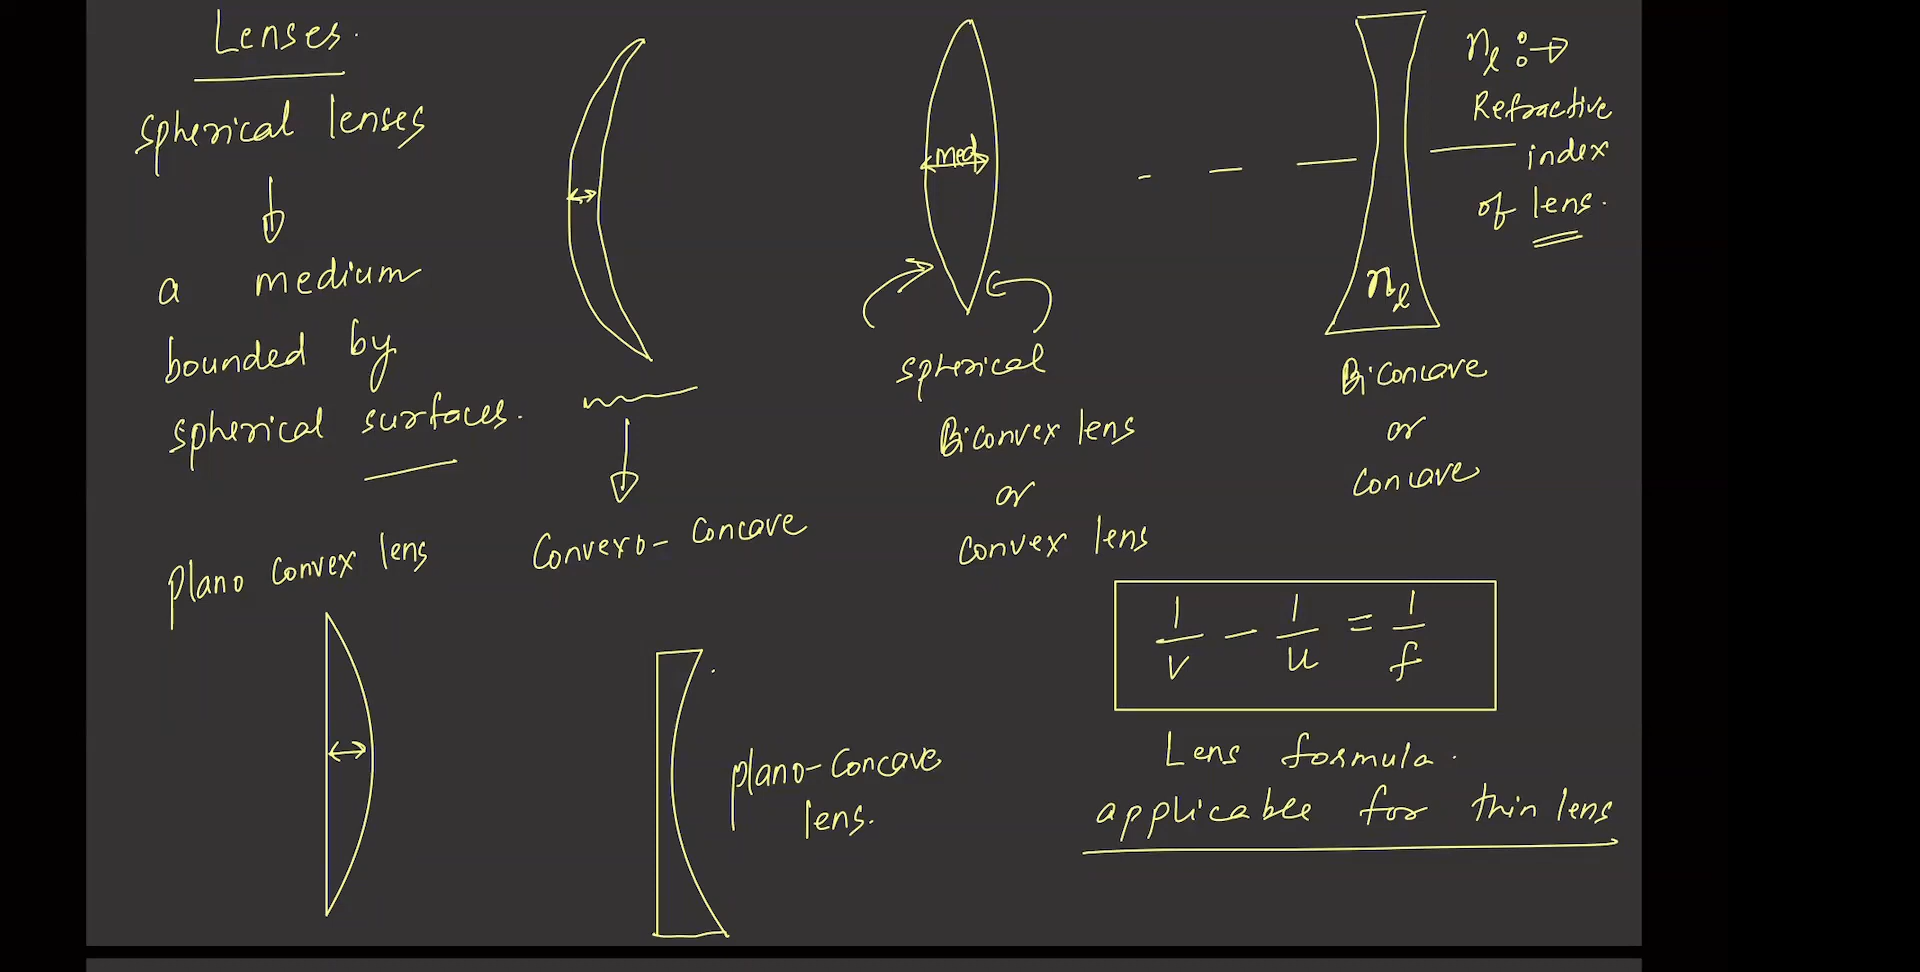 Lenses.
Spherical lenses
a medium
bounded by
spherical surfaces.
Convexo-Concave
med
Spherical
Biconvex lens
or
Convex lens
nₗ
Biconcave
or
Concave
nₗ :→
Refractive
index
of lens.
Plano Convex lens
plano-Concave
lens.
1/v - 1/u = 1/f
Lens formula.
applicable for thin lens